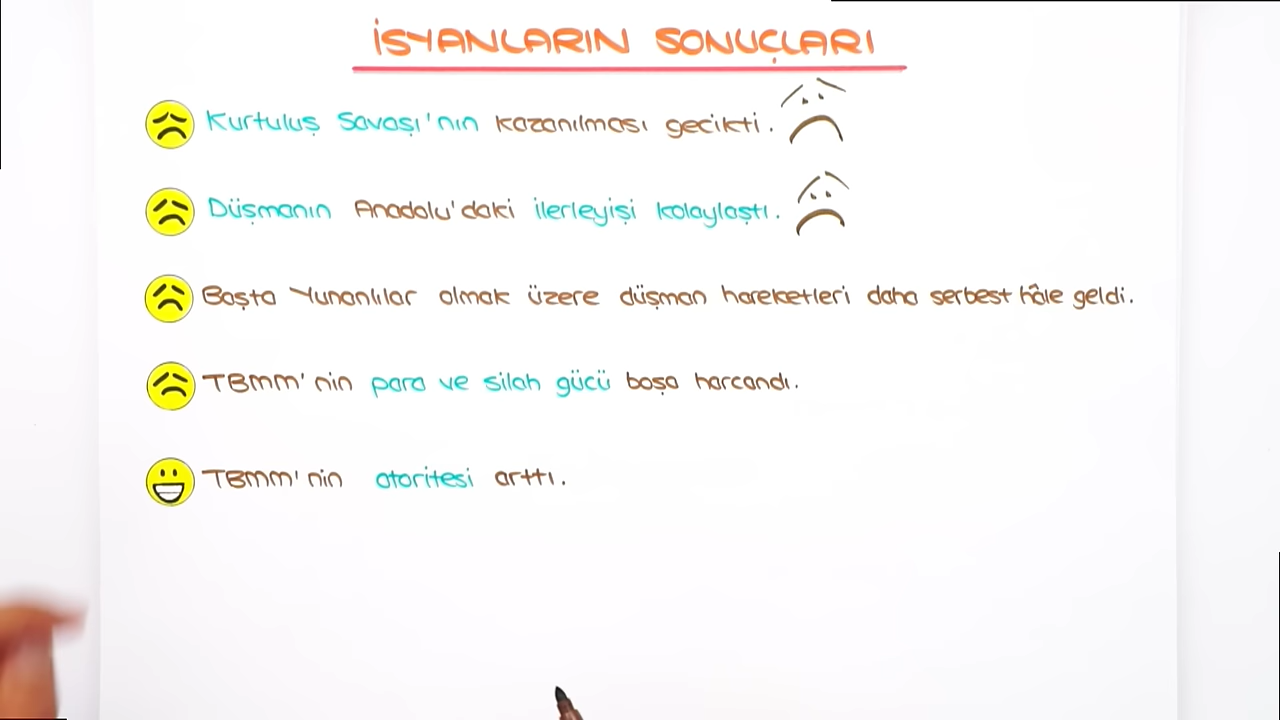 İSYANLARIN SONUÇLARI
Kurtuluş Savaşı'nın kazanılması gecikti.
Düşmanın Anadolu'daki ilerleyişi kolaylaştı.
Başta Yunanlılar olmak üzere düşman hareketleri daha serbest hâle geldi.
TBMM'nin para ve silah gücü boşa harcandı.
TBMM'nin otoritesi arttı.